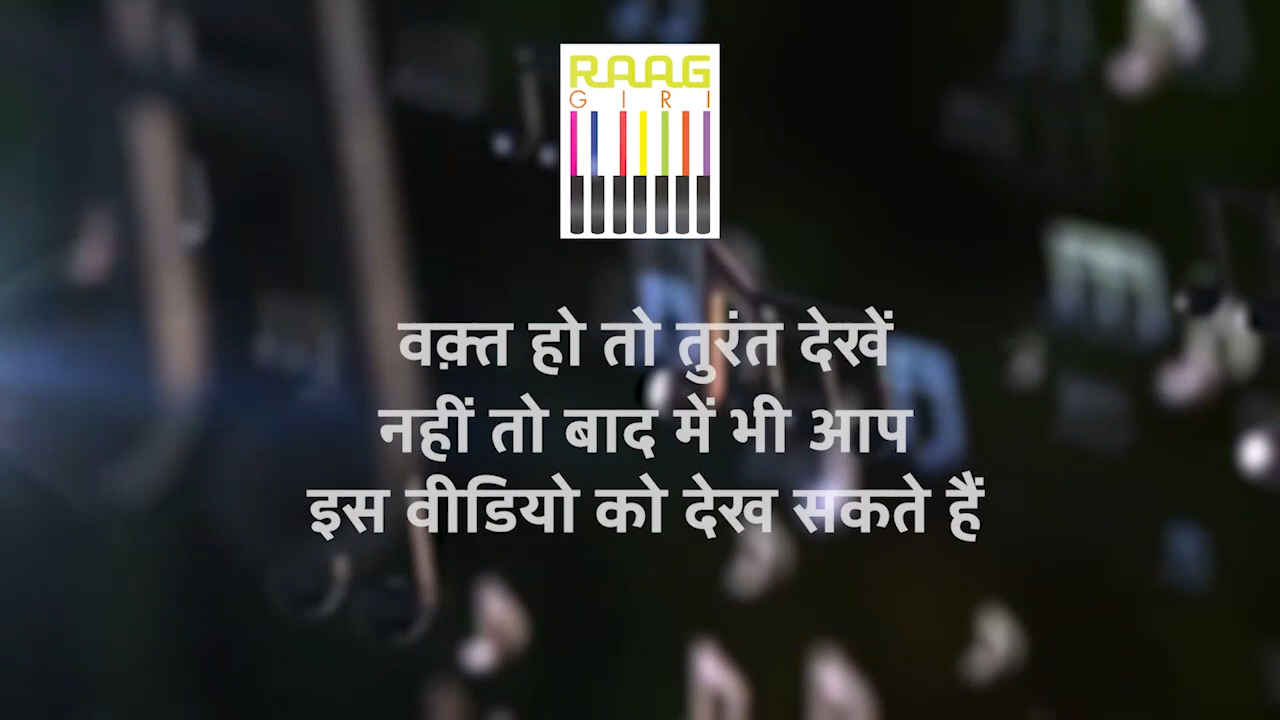 RAAG
GIRI
वक़्त हो तो तुरंत देखें
नहीं तो बाद में भी आप
इस वीडियो को देख सकते हैं